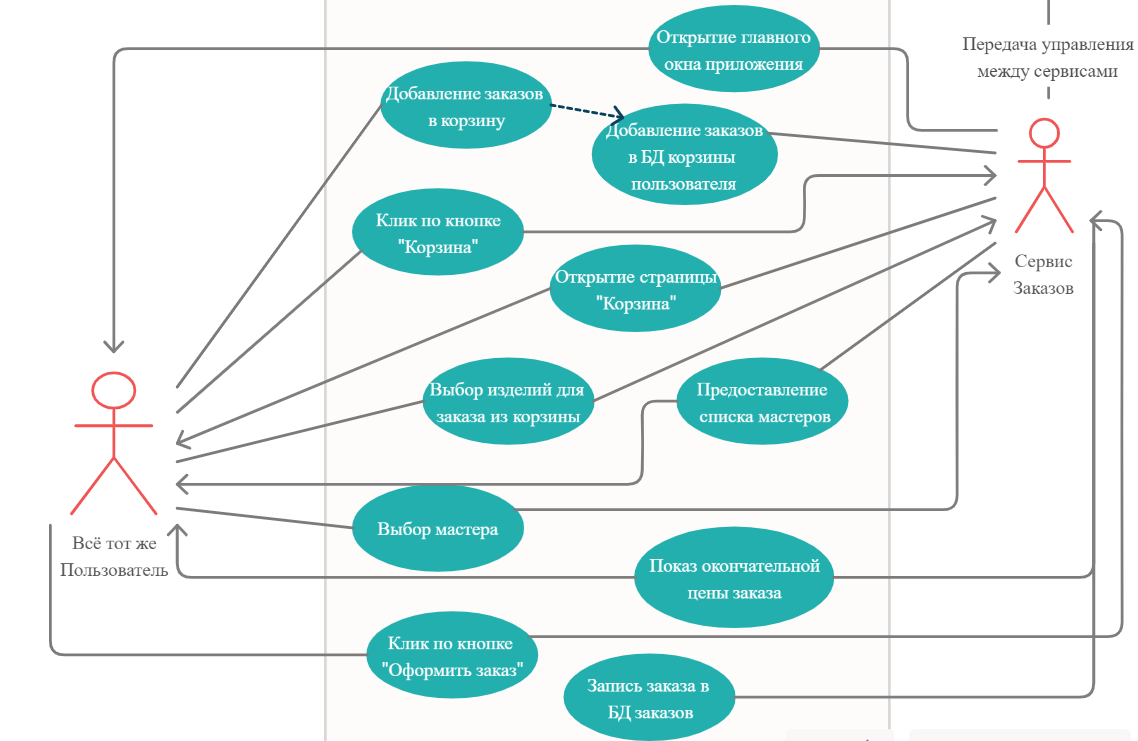 Открытие главного
окна приложения
Передача управления
между сервисами
Добавление заказов
в корзину
Добавление заказов
в БД корзины
пользователя
Клик по кнопке
"Корзина"
Открытие страницы
"Корзина"
Сервис
Заказов
Выбор изделий для
заказа из корзины
Предоставление
списка мастеров
Выбор мастера
Всё тот же
Пользователь
Показ окончательной
цены заказа
Клик по кнопке
"Оформить заказ"
Запись заказа в
БД заказов